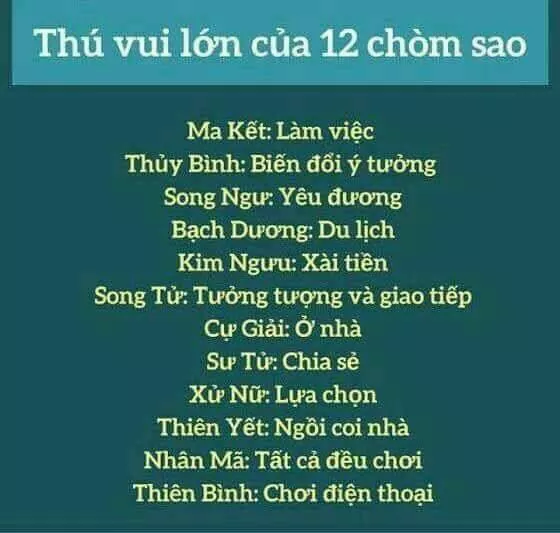 Thú vui lớn của 12 chòm sao
Ma Kết: Làm việc
Thủy Bình: Biến đổi ý tưởng
Song Ngư: Yêu đương
Bạch Dương: Du lịch
Kim Ngưu: Xài tiền
Song Tử: Tưởng tượng và giao tiếp
Cự Giải: Ở nhà
Sư Tử: Chia sẻ
Xử Nữ: Lựa chọn
Thiên Yết: Ngồi coi nhà
Nhân Mã: Tất cả đều chơi
Thiên Bình: Chơi điện thoại